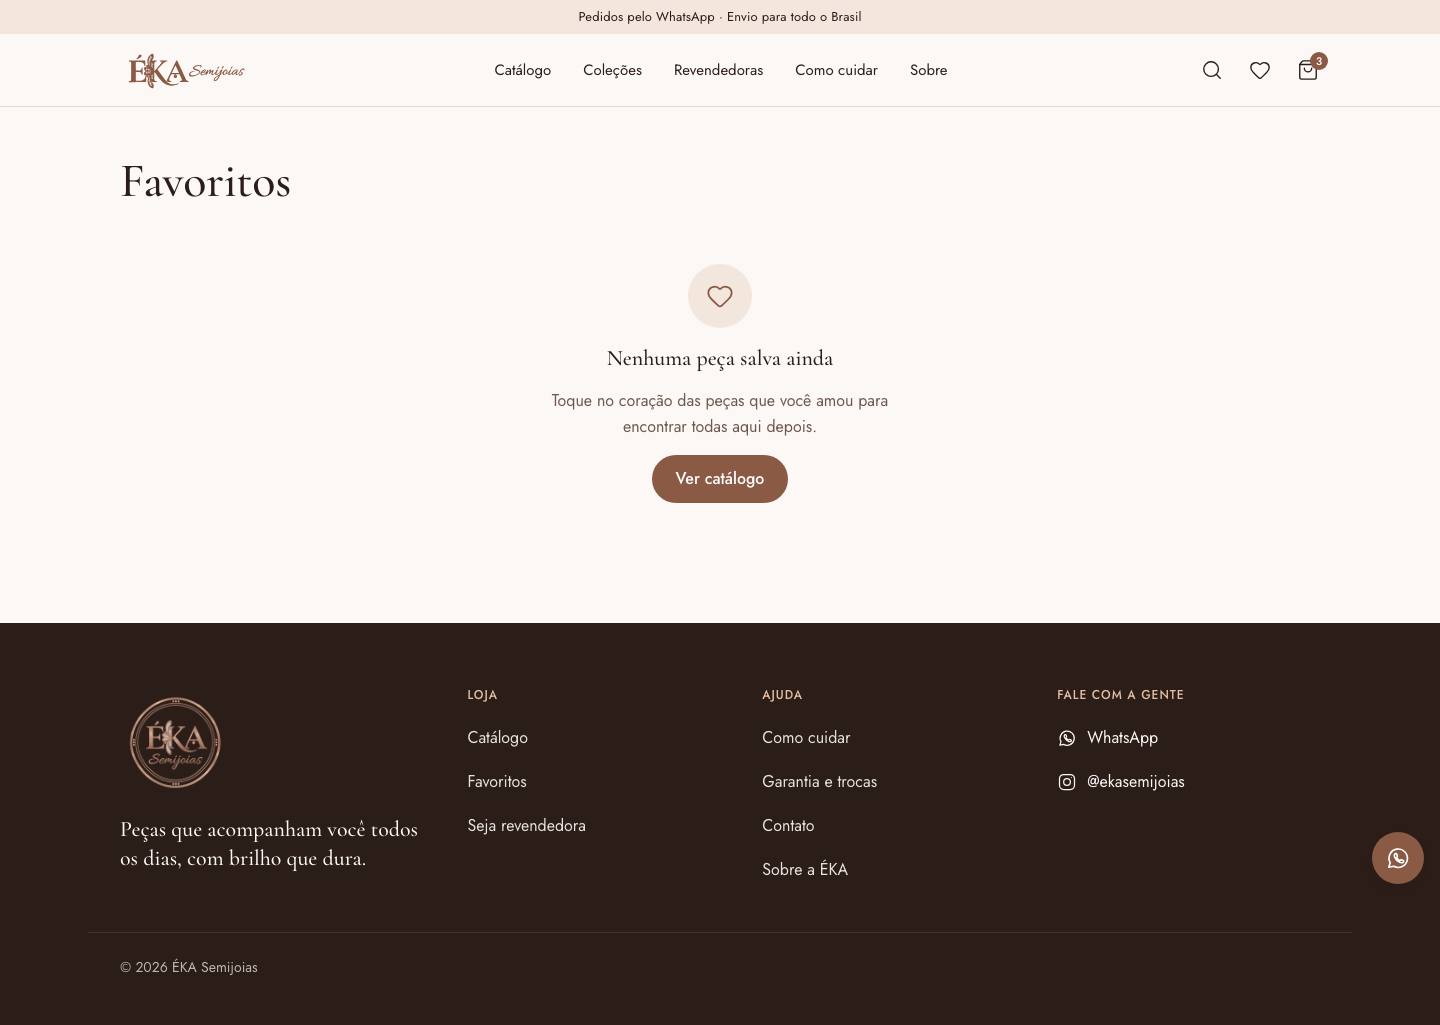 Pedidos pelo WhatsApp · Envio para todo o Brasil
ÉKA Semijoias
Catálogo
Coleções
Revendedoras
Como cuidar
Sobre
3
Favoritos
Nenhuma peça salva ainda
Toque no coração das peças que você amou para
encontrar todas aqui depois.
Ver catálogo
ÉKA
Semijoias
Peças que acompanham você todos
os dias, com brilho que dura.
LOJA
Catálogo
Favoritos
Seja revendedora
AJUDA
Como cuidar
Garantia e trocas
Contato
Sobre a ÉKA
FALE COM A GENTE
WhatsApp
@ekasemijoias
© 2026 ÉKA Semijoias